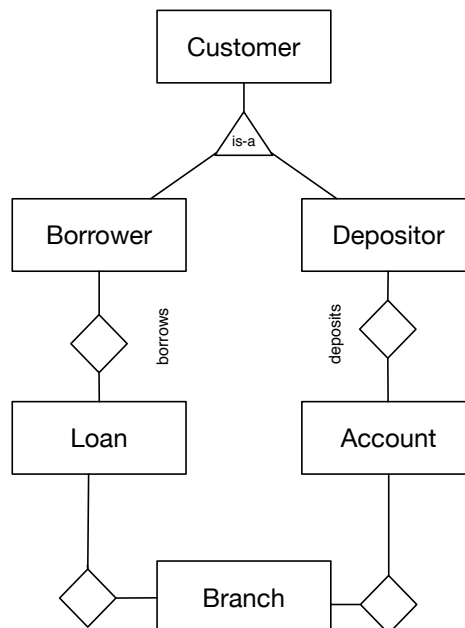 Customer
is-a
Borrower
Depositor
borrows
deposits
Loan
Account
Branch